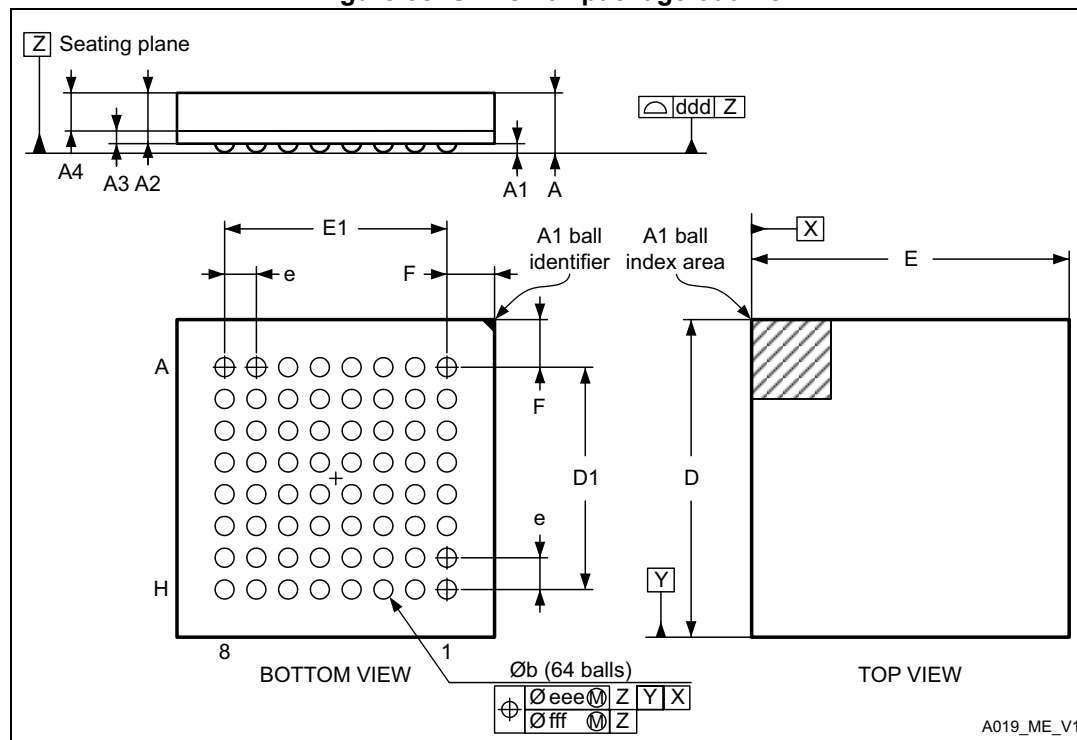 Z Seating plane
ddd Z
A4
A3 A2
A1
A
E1
e
F
A1 ball
identifier
A1 ball
index area
X
E
A
F
D1
D
e
H
Y
8
1
BOTTOM VIEW
Øb (64 balls)
Ø eee Ⓜ Z Y X
Ø fff Ⓜ Z
TOP VIEW
A019_ME_V1